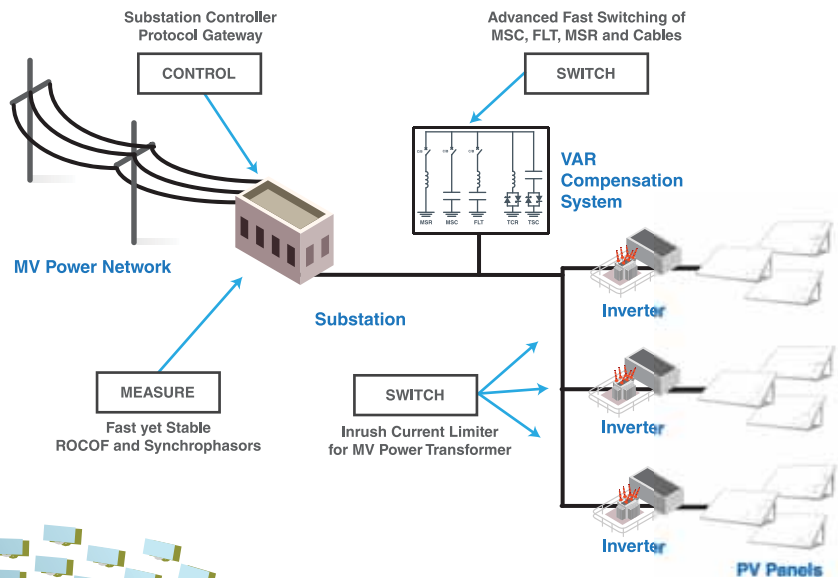 Substation Controller
Protocol Gateway
CONTROL
Advanced Fast Switching of
MSC, FLT, MSR and Cables
SWITCH
MSR MSC FLT TCR TSC
VAR
Compensation
System
MV Power Network
Substation
Inverter
MEASURE
Fast yet Stable
ROCOF and Synchrophasors
SWITCH
Inrush Current Limiter
for MV Power Transformer
Inverter
Inverter
PV Panels